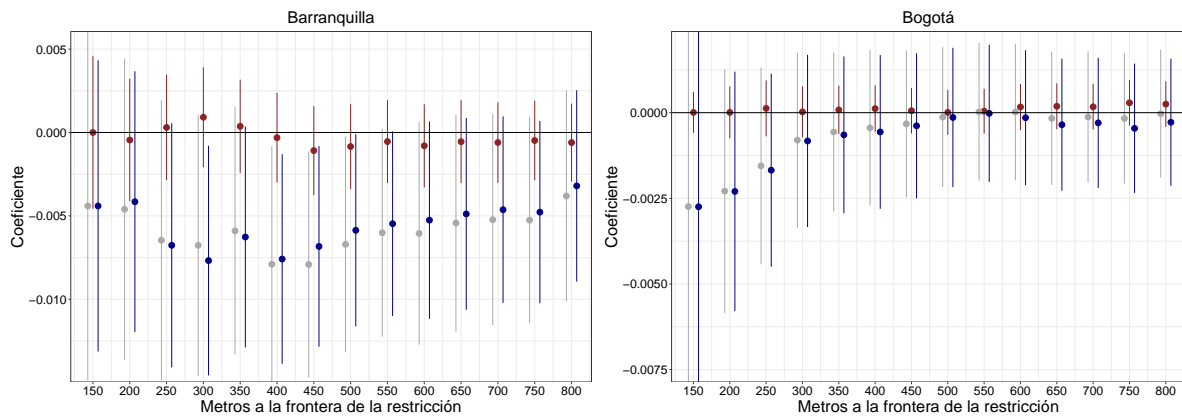 Barranquilla
0.005
0.000
−0.005
−0.010
Coeficiente
150 200 250 300 350 400 450 500 550 600 650 700 750 800
Metros a la frontera de la restricción
Bogotá
0.0000
−0.0025
−0.0050
−0.0075
Coeficiente
150 200 250 300 350 400 450 500 550 600 650 700 750 800
Metros a la frontera de la restricción